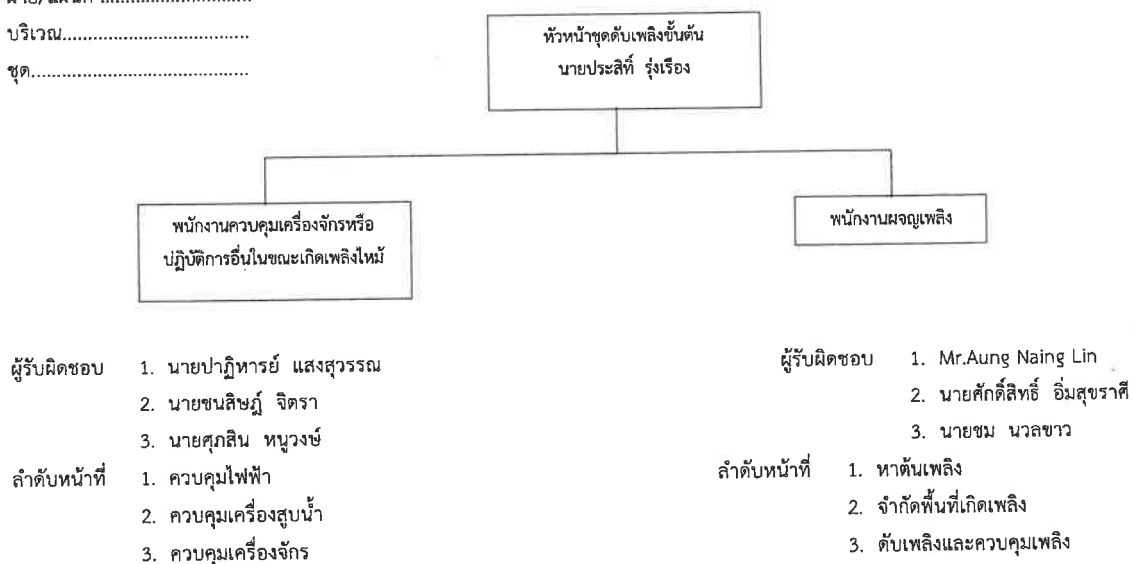 ฝ่าย/แผนก.............................
บริเวณ....................................
ชุด..........................................
หัวหน้าชุดดับเพลิงขั้นต้น
นายประสิทิ์ รุ่งเรือง
พนักงานควบคุมเครื่องจักรหรือ
ปฏิบัติการอื่นในขณะเกิดเพลิงไหม้
พนักงานผจญเพลิง
ผู้รับผิดชอบ 1. นายปาฏิหารย์ แสงสุวรรณ
2. นายชนสิษฏ์ จิตรา
3. นายศุภสิน หนูวงษ์
ลำดับหน้าที่ 1. ควบคุมไฟฟ้า
2. ควบคุมเครื่องสูบน้ำ
3. ควบคุมเครื่องจักร
ผู้รับผิดชอบ 1. Mr.Aung Naing Lin
2. นายศักดิ์สิทธิ์ อิ่มสุขราศี
3. นายชม นวลขาว
ลำดับหน้าที่ 1. หาต้นเพลิง
2. จำกัดพื้นที่เกิดเพลิง
3. ดับเพลิงและควบคุมเพลิง